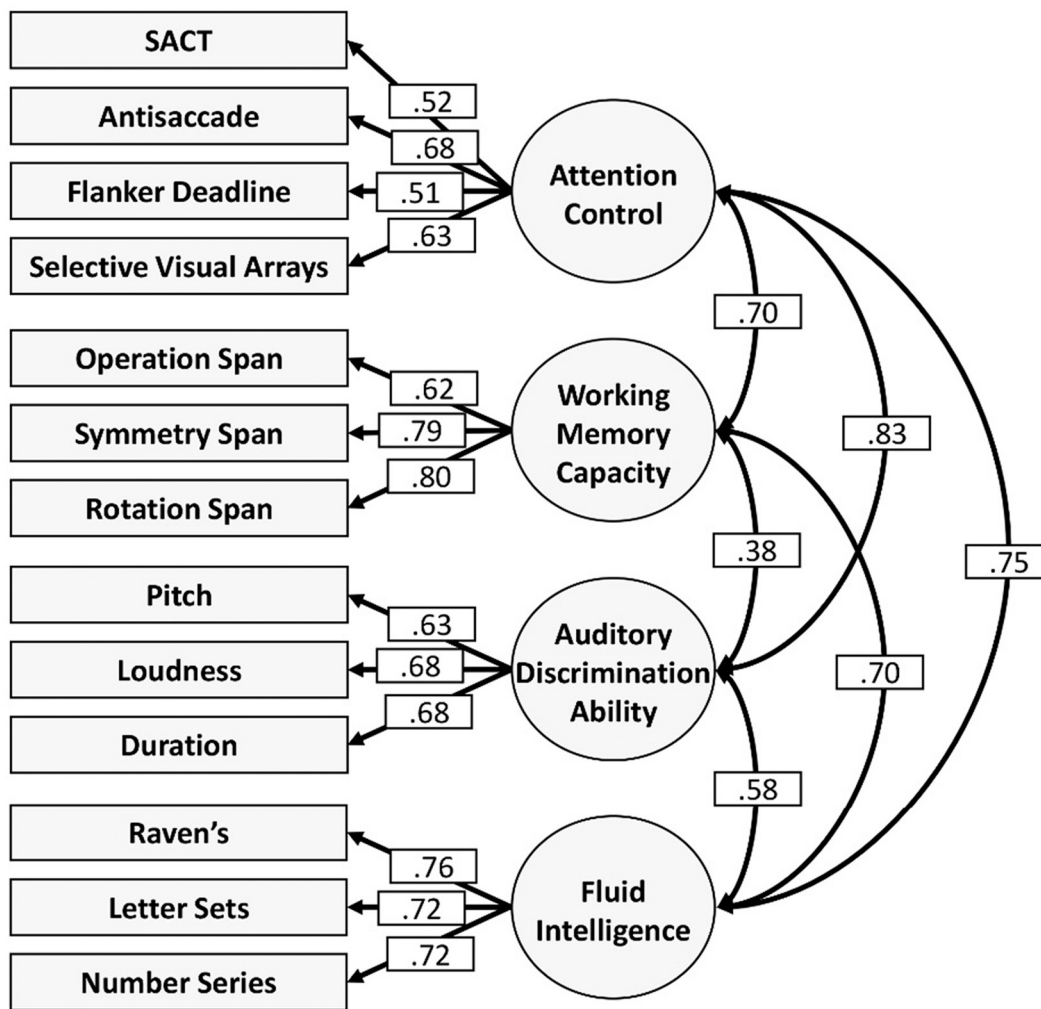 SACT
Antisaccade
Flanker Deadline
Selective Visual Arrays
.52
.68
.51
.63
Attention
Control
Operation Span
Symmetry Span
Rotation Span
.62
.79
.80
Working
Memory
Capacity
Pitch
Loudness
Duration
.63
.68
.68
Auditory
Discrimination
Ability
Raven’s
Letter Sets
Number Series
.76
.72
.72
Fluid
Intelligence
.70
.83
.38
.75
.70
.58